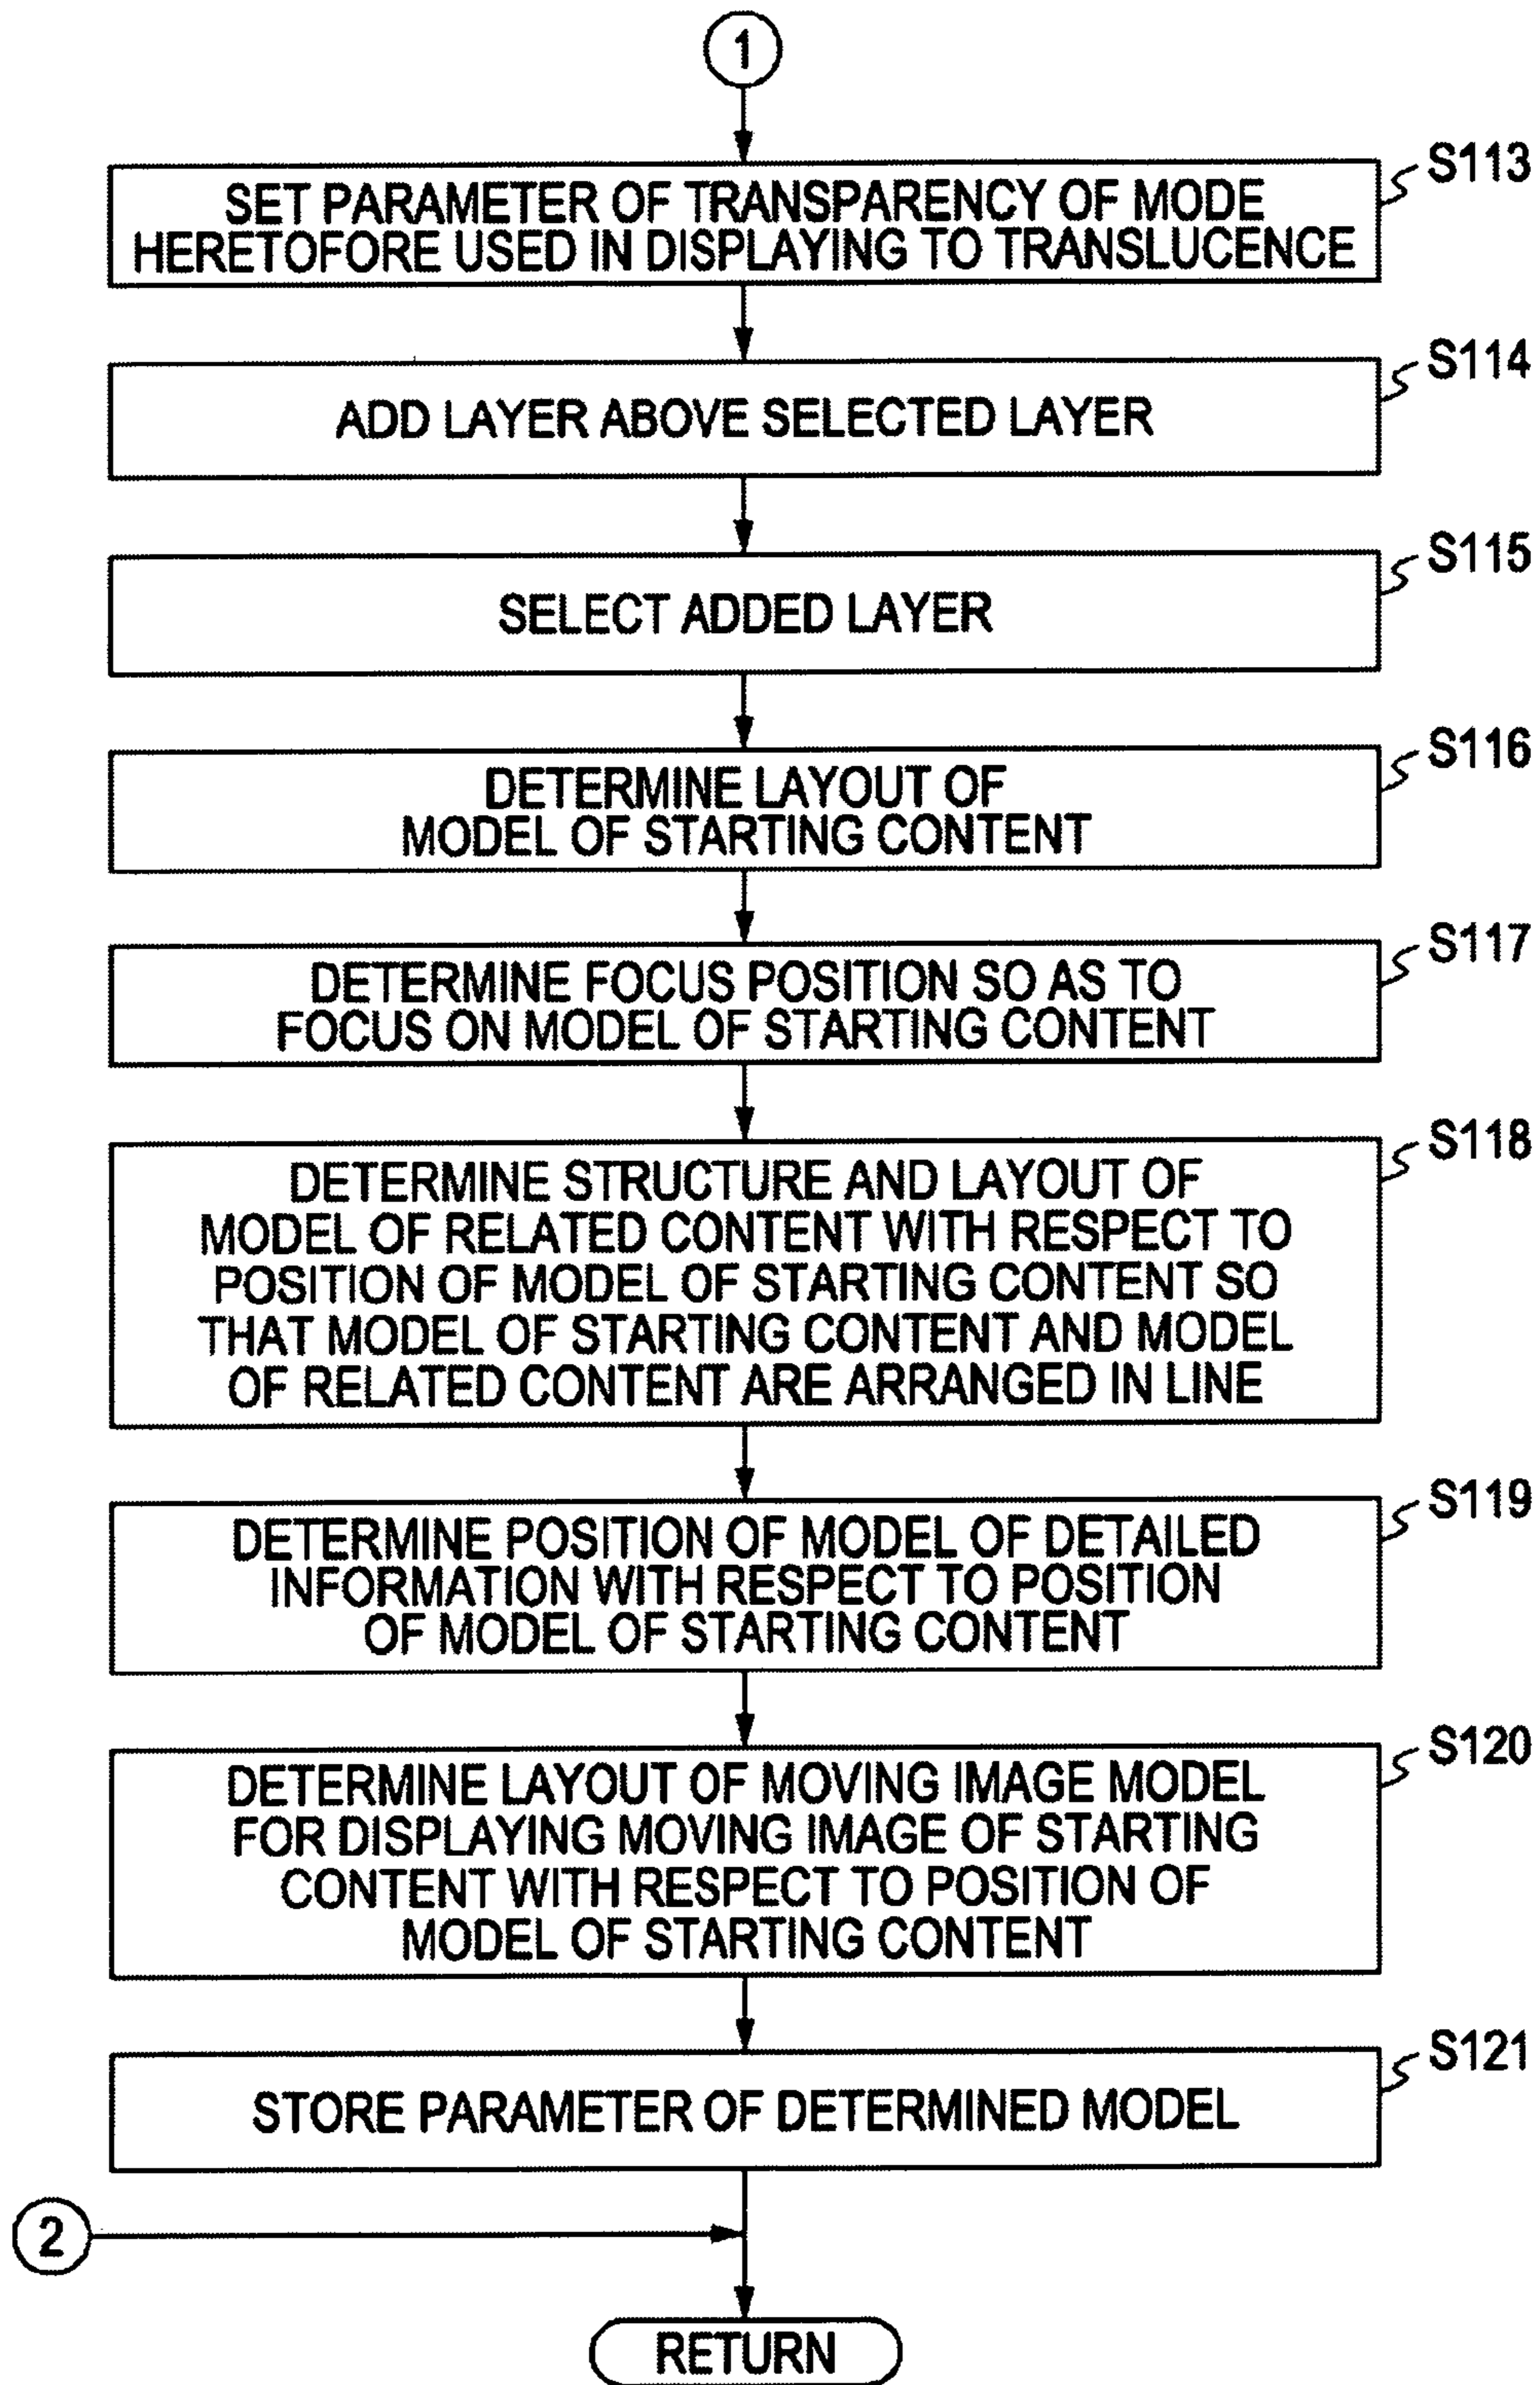 1
S113
SET PARAMETER OF TRANSPARENCY OF MODE
HERETOFORE USED IN DISPLAYING TO TRANSLUCENCE
S114
ADD LAYER ABOVE SELECTED LAYER
S115
SELECT ADDED LAYER
S116
DETERMINE LAYOUT OF
MODEL OF STARTING CONTENT
S117
DETERMINE FOCUS POSITION SO AS TO
FOCUS ON MODEL OF STARTING CONTENT
S118
DETERMINE STRUCTURE AND LAYOUT OF
MODEL OF RELATED CONTENT WITH RESPECT TO
POSITION OF MODEL OF STARTING CONTENT SO
THAT MODEL OF STARTING CONTENT AND MODEL
OF RELATED CONTENT ARE ARRANGED IN LINE
S119
DETERMINE POSITION OF MODEL OF DETAILED
INFORMATION WITH RESPECT TO POSITION
OF MODEL OF STARTING CONTENT
S120
DETERMINE LAYOUT OF MOVING IMAGE MODEL
FOR DISPLAYING MOVING IMAGE OF STARTING
CONTENT WITH RESPECT TO POSITION OF
MODEL OF STARTING CONTENT
S121
STORE PARAMETER OF DETERMINED MODEL
2
RETURN